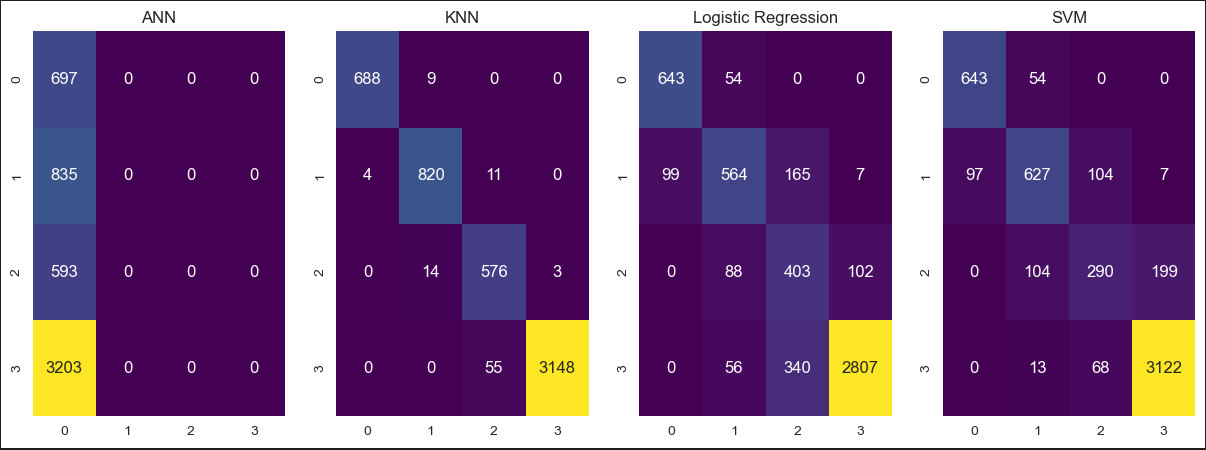 ANN KNN Logistic Regression SVM
0 697 0 0 0 0 688 9 0 0 0 643 54 0 0 0 643 54 0 0
1 835 0 0 0 1 4 820 11 0 1 99 564 165 7 1 97 627 104 7
2 593 0 0 0 2 0 14 576 3 2 0 88 403 102 2 0 104 290 199
3 3203 0 0 0 3 0 0 55 3148 3 0 56 340 2807 3 0 13 68 3122
0 1 2 3 0 1 2 3 0 1 2 3 0 1 2 3